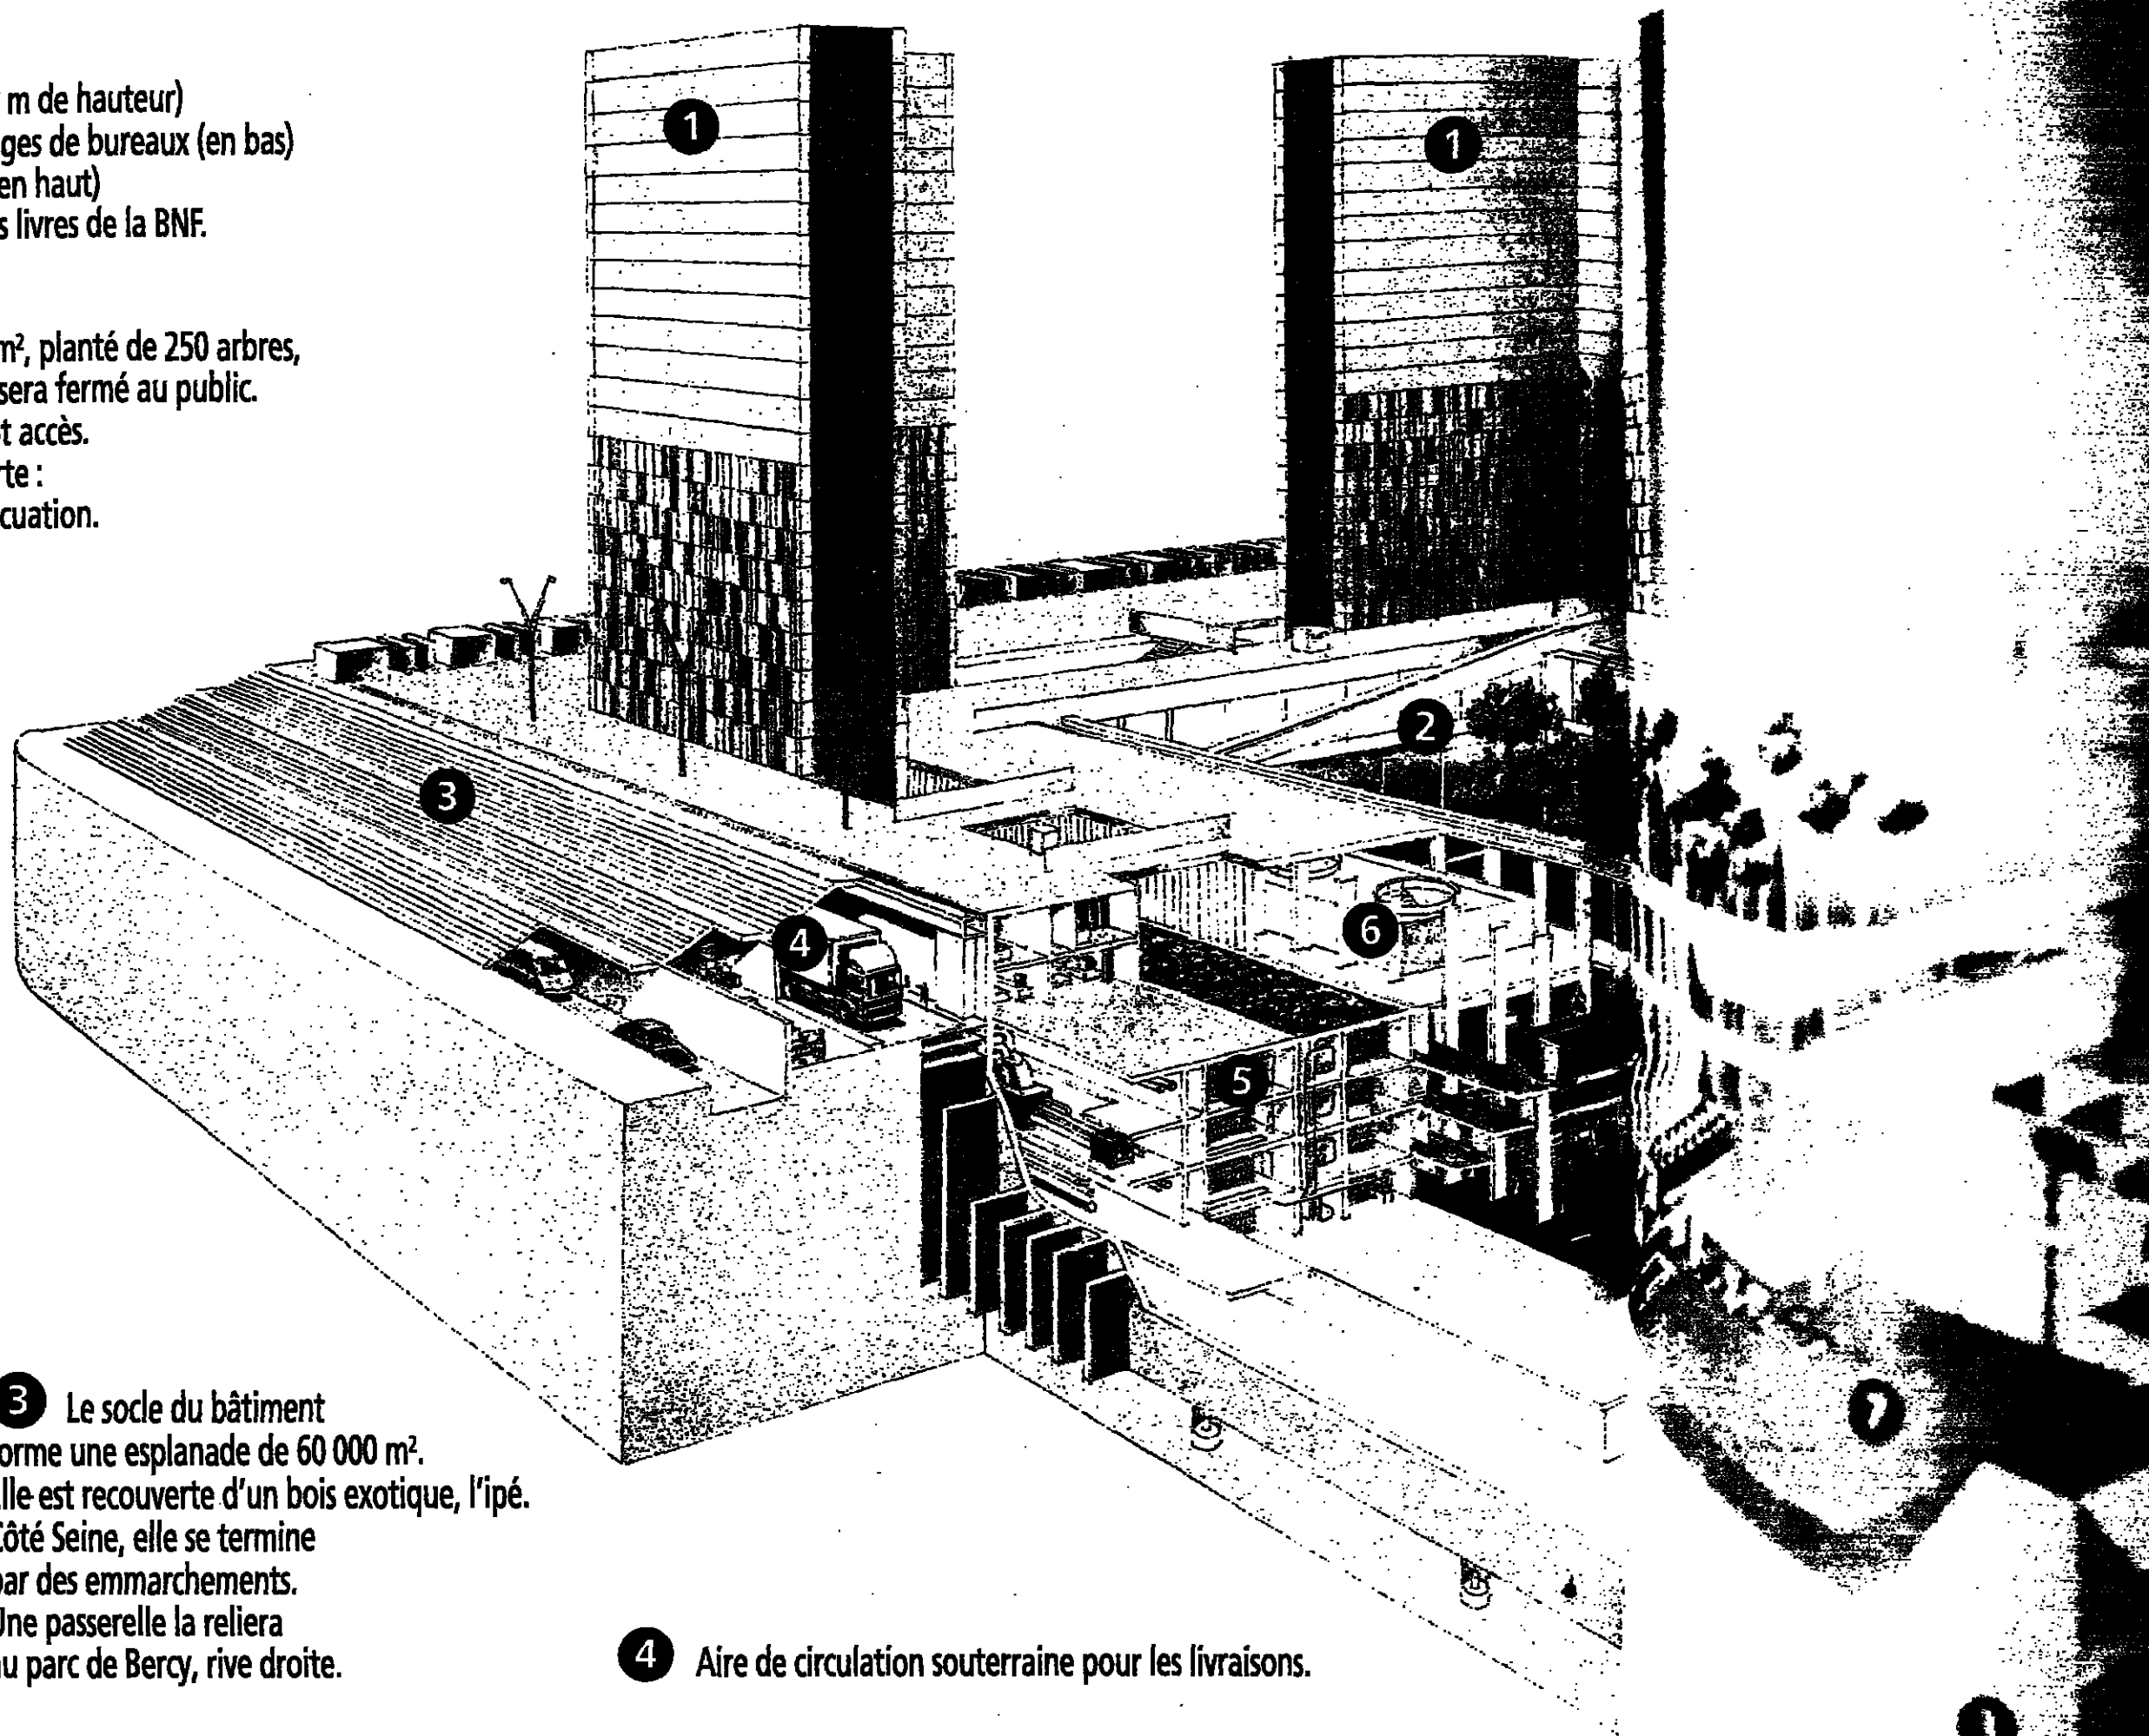 m de hauteur)
ges de bureaux (en bas)
en haut)
s livres de la BNF.
m², planté de 250 arbres,
sera fermé au public.
t accès.
rte :
cuation.
1
1
2
3
4
6
5
3 Le socle du bâtiment
orme une esplanade de 60 000 m².
lle est recouverte d'un bois exotique, l'ipé.
Côté Seine, elle se termine
par des emmarchements.
Une passerelle la reliera
au parc de Bercy, rive droite.
4 Aire de circulation souterraine pour les livraisons.